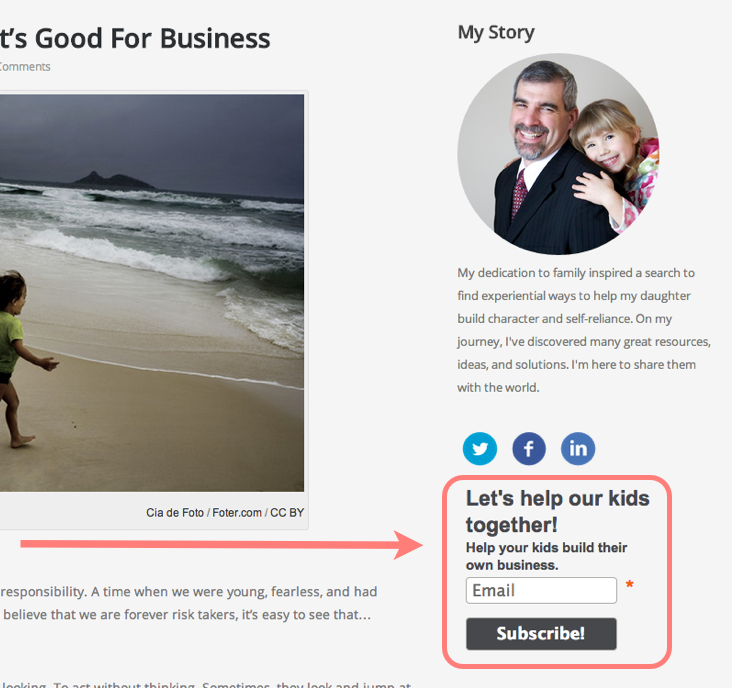 t's Good For Business
Comments
Cia de Foto / Foter.com / CC BY
responsibility. A time when we were young, fearless, and had
believe that we are forever risk takers, it's easy to see that…
looking. To act without thinking. Sometimes, they look and jump at
My Story
My dedication to family inspired a search to
find experiential ways to help my daughter
build character and self-reliance. On my
journey, I've discovered many great resources,
ideas, and solutions. I'm here to share them
with the world.
f
in
Let's help our kids
together!
Help your kids build their
own business.
Email *
Subscribe!